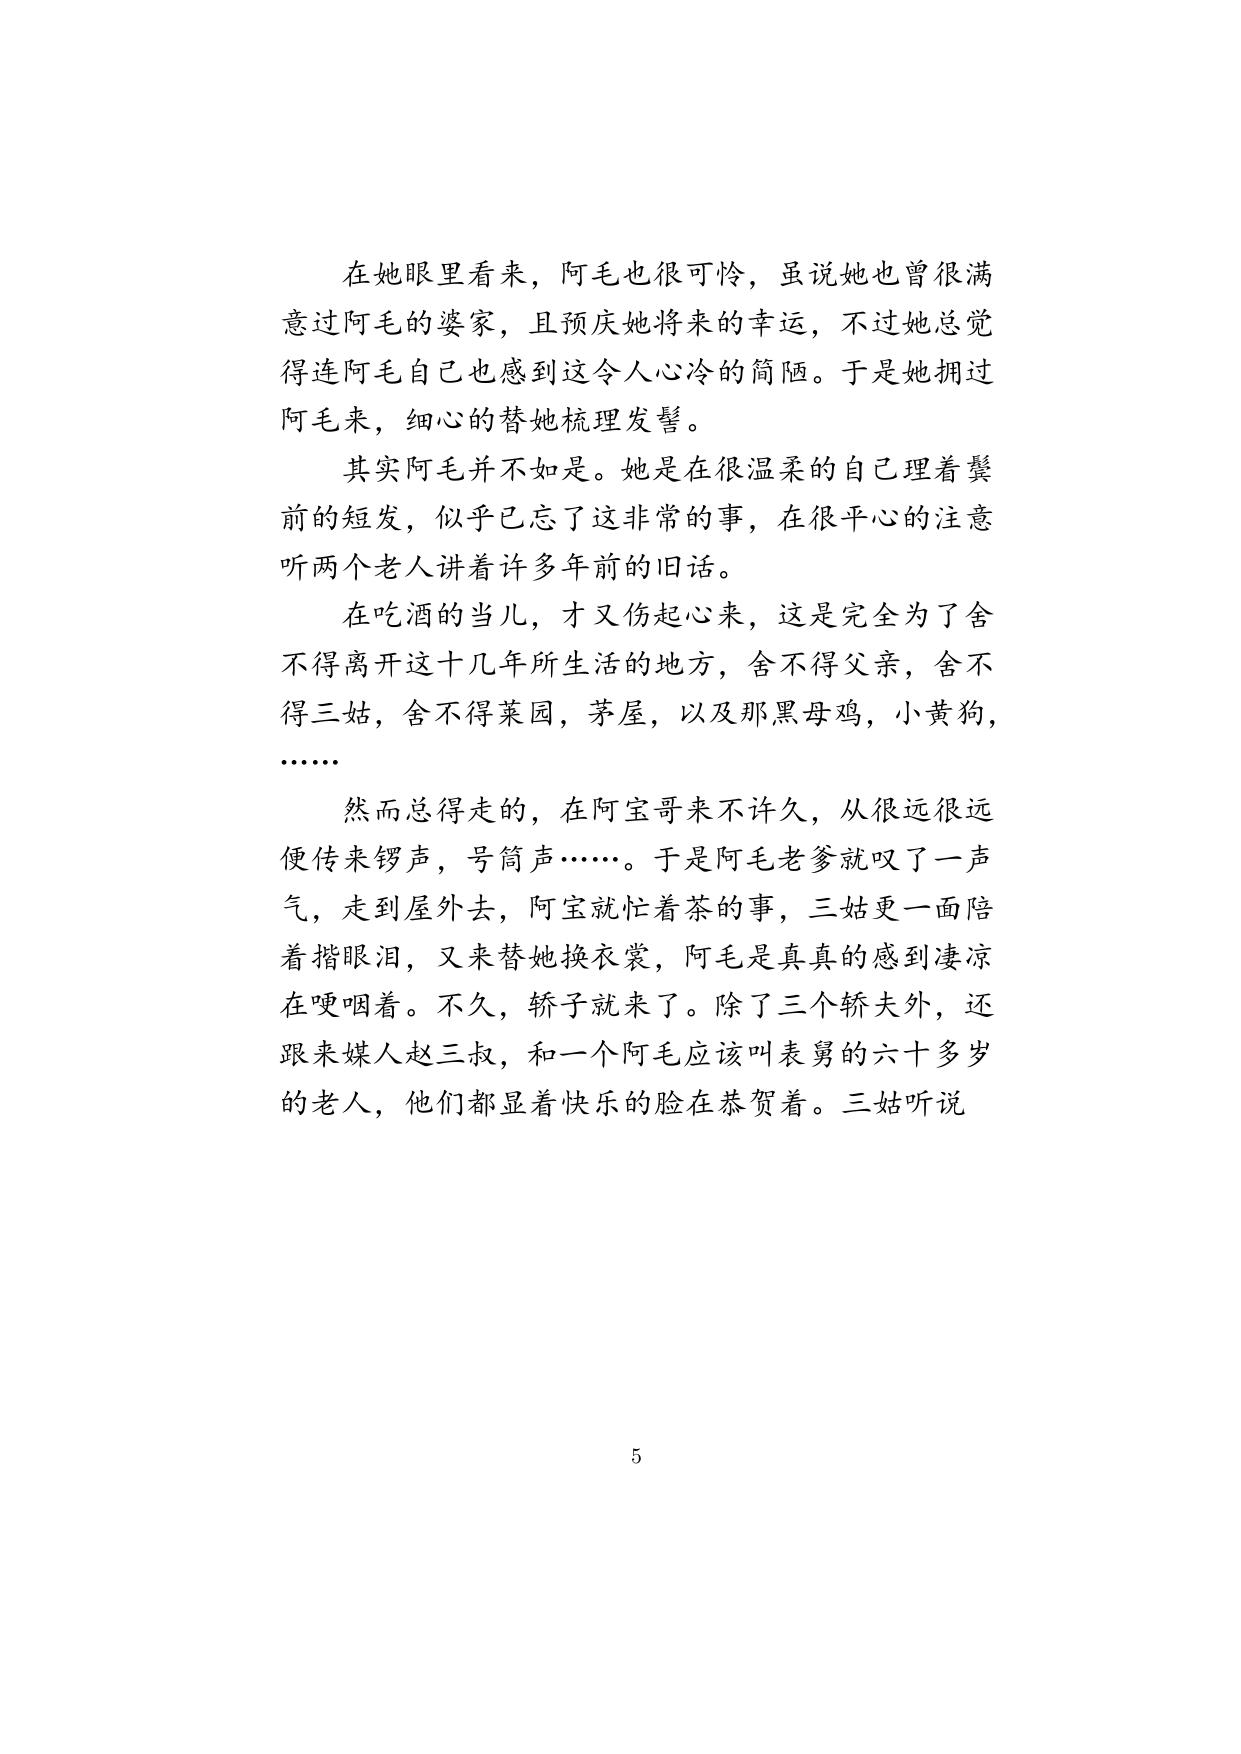 在她眼里看来，阿毛也很可怜，虽说她也曾很满
意过阿毛的婆家，且预庆她将来的幸运，不过她总觉
得连阿毛自己也感到这令人心冷的简陋。于是她拥过
阿毛来，细心的替她梳理发髻。
其实阿毛并不如是。她是在很温柔的自己理着鬓
前的短发，似乎已忘了这非常的事，在很平心的注意
听两个老人讲着许多年前的旧话。
在吃酒的当儿，才又伤起心来，这是完全为了舍
不得离开这十几年所生活的地方，舍不得父亲，舍不
得三姑，舍不得菜园，茅屋，以及那黑母鸡，小黄狗，
……
然而总得走的，在阿宝哥来不许久，从很远很远
便传来锣声，号筒声……。于是阿毛老爹就叹了一声
气，走到屋外去，阿宝就忙着茶的事，三姑更一面陪
着揩眼泪，又来替她换衣裳，阿毛是真真的感到凄凉
在哽咽着。不久，轿子就来了。除了三个轿夫外，还
跟来媒人赵三叔，和一个阿毛应该叫表舅的六十多岁
的老人，他们都显着快乐的脸在恭贺着。三姑听说
5